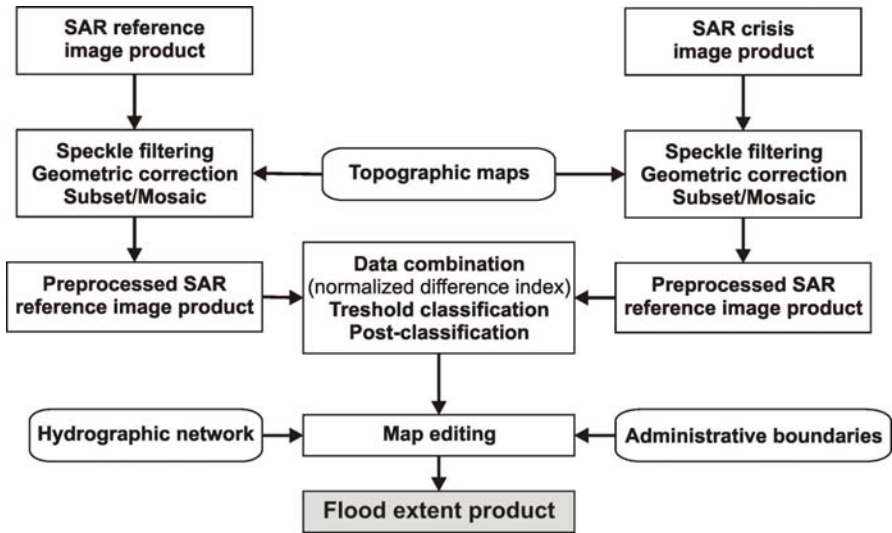 SAR reference
image product
SAR crisis
image product
Speckle filtering
Geometric correction
Subset/Mosaic
Topographic maps
Speckle filtering
Geometric correction
Subset/Mosaic
Preprocessed SAR
reference image product
Data combination
(normalized difference index)
Treshold classification
Post-classification
Preprocessed SAR
reference image product
Hydrographic network
Map editing
Administrative boundaries
Flood extent product